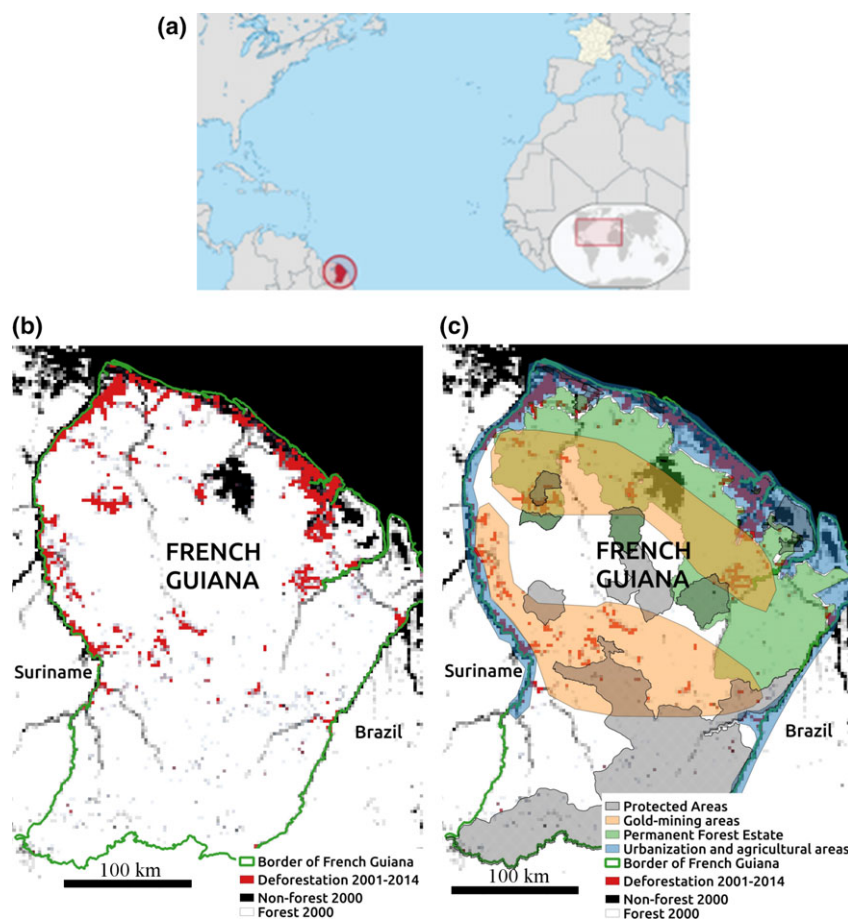 (a)
(b)
(c)
FRENCH
GUIANA
Suriname
Brazil
100 km
Border of French Guiana
Deforestation 2001-2014
Non-forest 2000
Forest 2000
FRENCH
GUIANA
Suriname
Brazil
100 km
Protected Areas
Gold-mining areas
Permanent Forest Estate
Urbanization and agricultural areas
Border of French Guiana
Deforestation 2001-2014
Non-forest 2000
Forest 2000